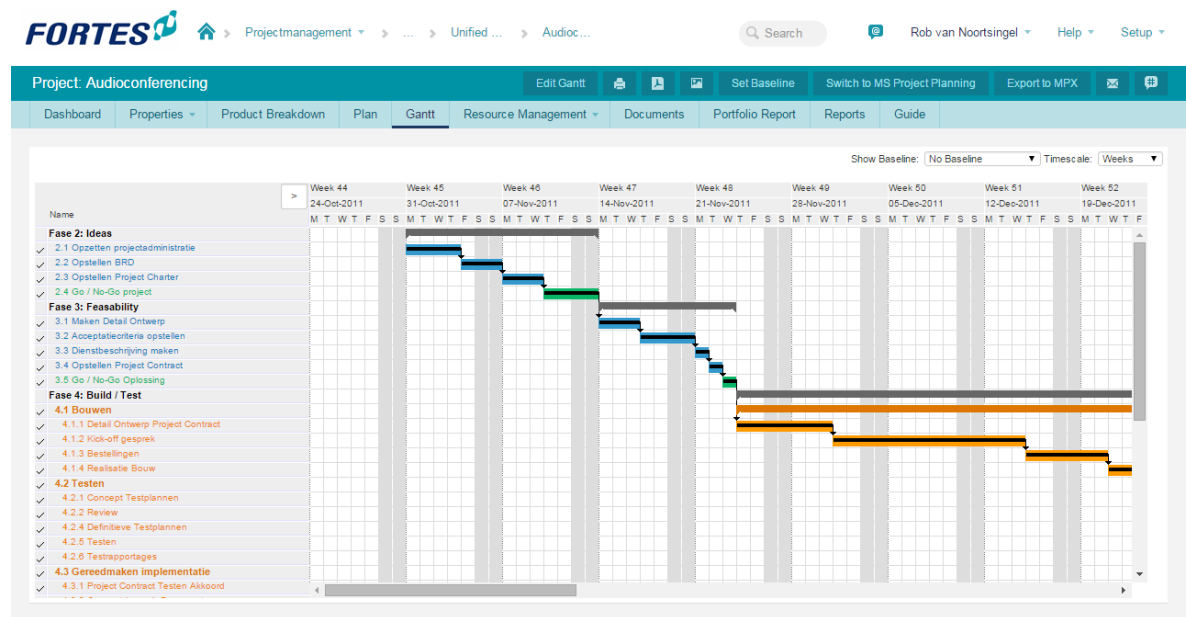 FORTES Projectmanagement ... Unified ... Audioc... Search Rob van Noortsingel Help Setup
Project: Audioconferencing Edit Gantt Set Baseline Switch to MS Project Planning Export to MPX
Dashboard Properties Product Breakdown Plan Gantt Resource Management Documents Portfolio Report Reports Guide
Show Baseline: No Baseline Timescale: Weeks
> Week 44 Week 45 Week 46 Week 47 Week 48 Week 49 Week 50 Week 51 Week 52
24-Oct-2011 31-Oct-2011 07-Nov-2011 14-Nov-2011 21-Nov-2011 28-Nov-2011 05-Dec-2011 12-Dec-2011 19-Dec-2011
Name M T W T F S S M T W T F S S M T W T F S S M T W T F S S M T W T F S S M T W T F S S M T W T F S S M T W T F S S M T W T F
Fase 2: Ideas
2.1 Opzetten projectadministratie
2.2 Opstellen BRD
2.3 Opstellen Project Charter
2.4 Go / No-Go project
Fase 3: Feasability
3.1 Maken Detail Ontwerp
3.2 Acceptatiecriteria opstellen
3.3 Dienstbeschrijving maken
3.4 Opstellen Project Contract
3.5 Go / No-Go Oplossing
Fase 4: Build / Test
4.1 Bouwen
4.1.1 Detail Ontwerp Project Contract
4.1.2 Kick-off gesprek
4.1.3 Bestellingen
4.1.4 Realisatie Bouw
4.2 Testen
4.2.1 Concept Testplannen
4.2.2 Review
4.2.4 Definitieve Testplannen
4.2.5 Testen
4.2.6 Testrapportages
4.3 Gereedmaken implementatie
4.3.1 Project Contract Testen Akkoord